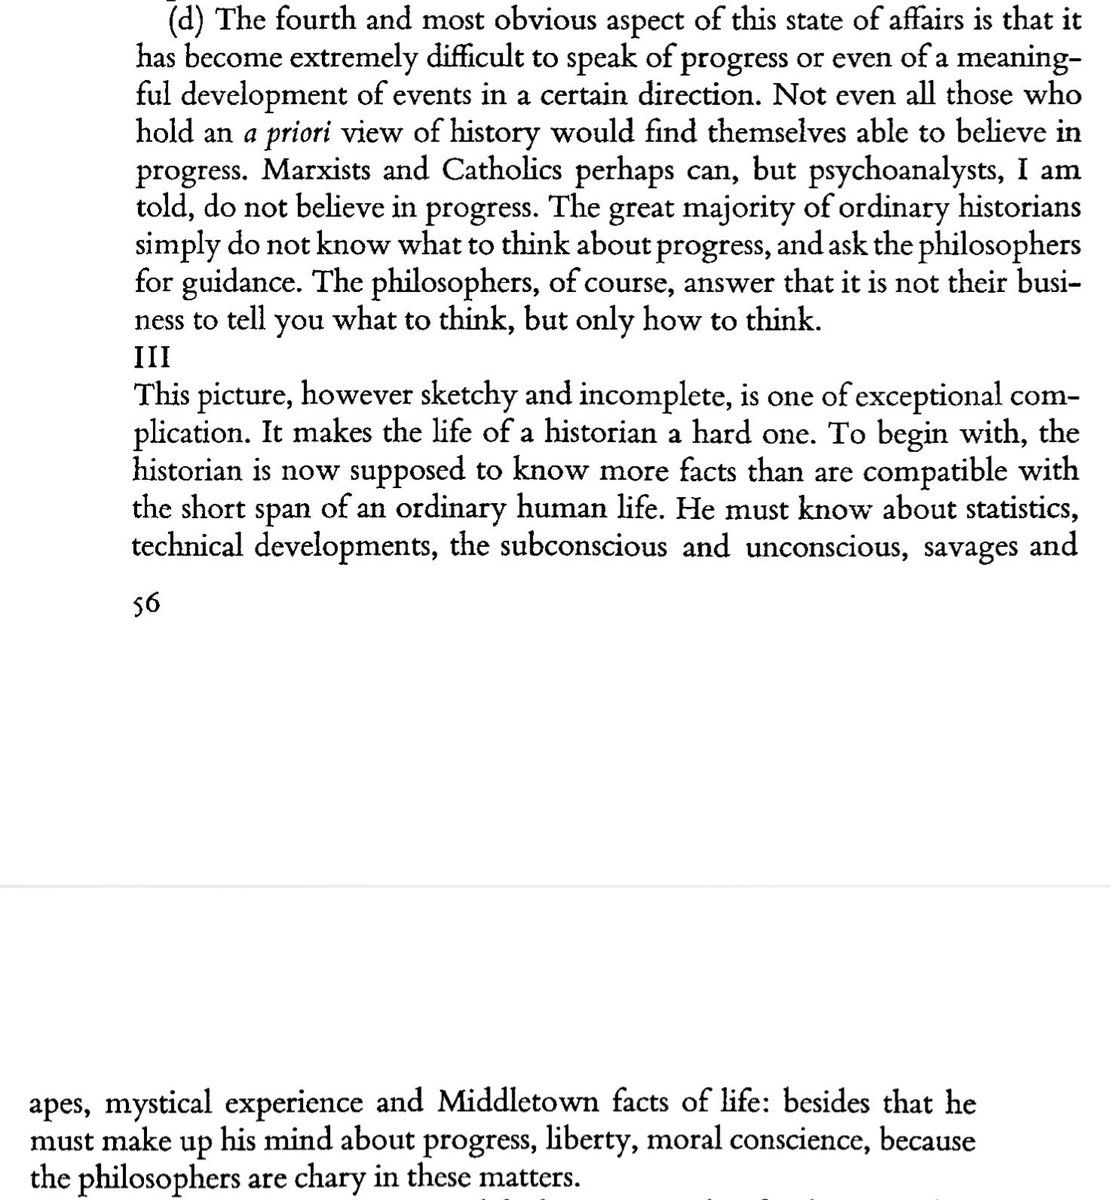 (d) The fourth and most obvious aspect of this state of affairs is that it
has become extremely difficult to speak of progress or even of a meaning-
ful development of events in a certain direction. Not even all those who
hold an a priori view of history would find themselves able to believe in
progress. Marxists and Catholics perhaps can, but psychoanalysts, I am
told, do not believe in progress. The great majority of ordinary historians
simply do not know what to think about progress, and ask the philosophers
for guidance. The philosophers, of course, answer that it is not their busi-
ness to tell you what to think, but only how to think.
III
This picture, however sketchy and incomplete, is one of exceptional com-
plication. It makes the life of a historian a hard one. To begin with, the
historian is now supposed to know more facts than are compatible with
the short span of an ordinary human life. He must know about statistics,
technical developments, the subconscious and unconscious, savages and
56
apes, mystical experience and Middletown facts of life: besides that he
must make up his mind about progress, liberty, moral conscience, because
the philosophers are chary in these matters.